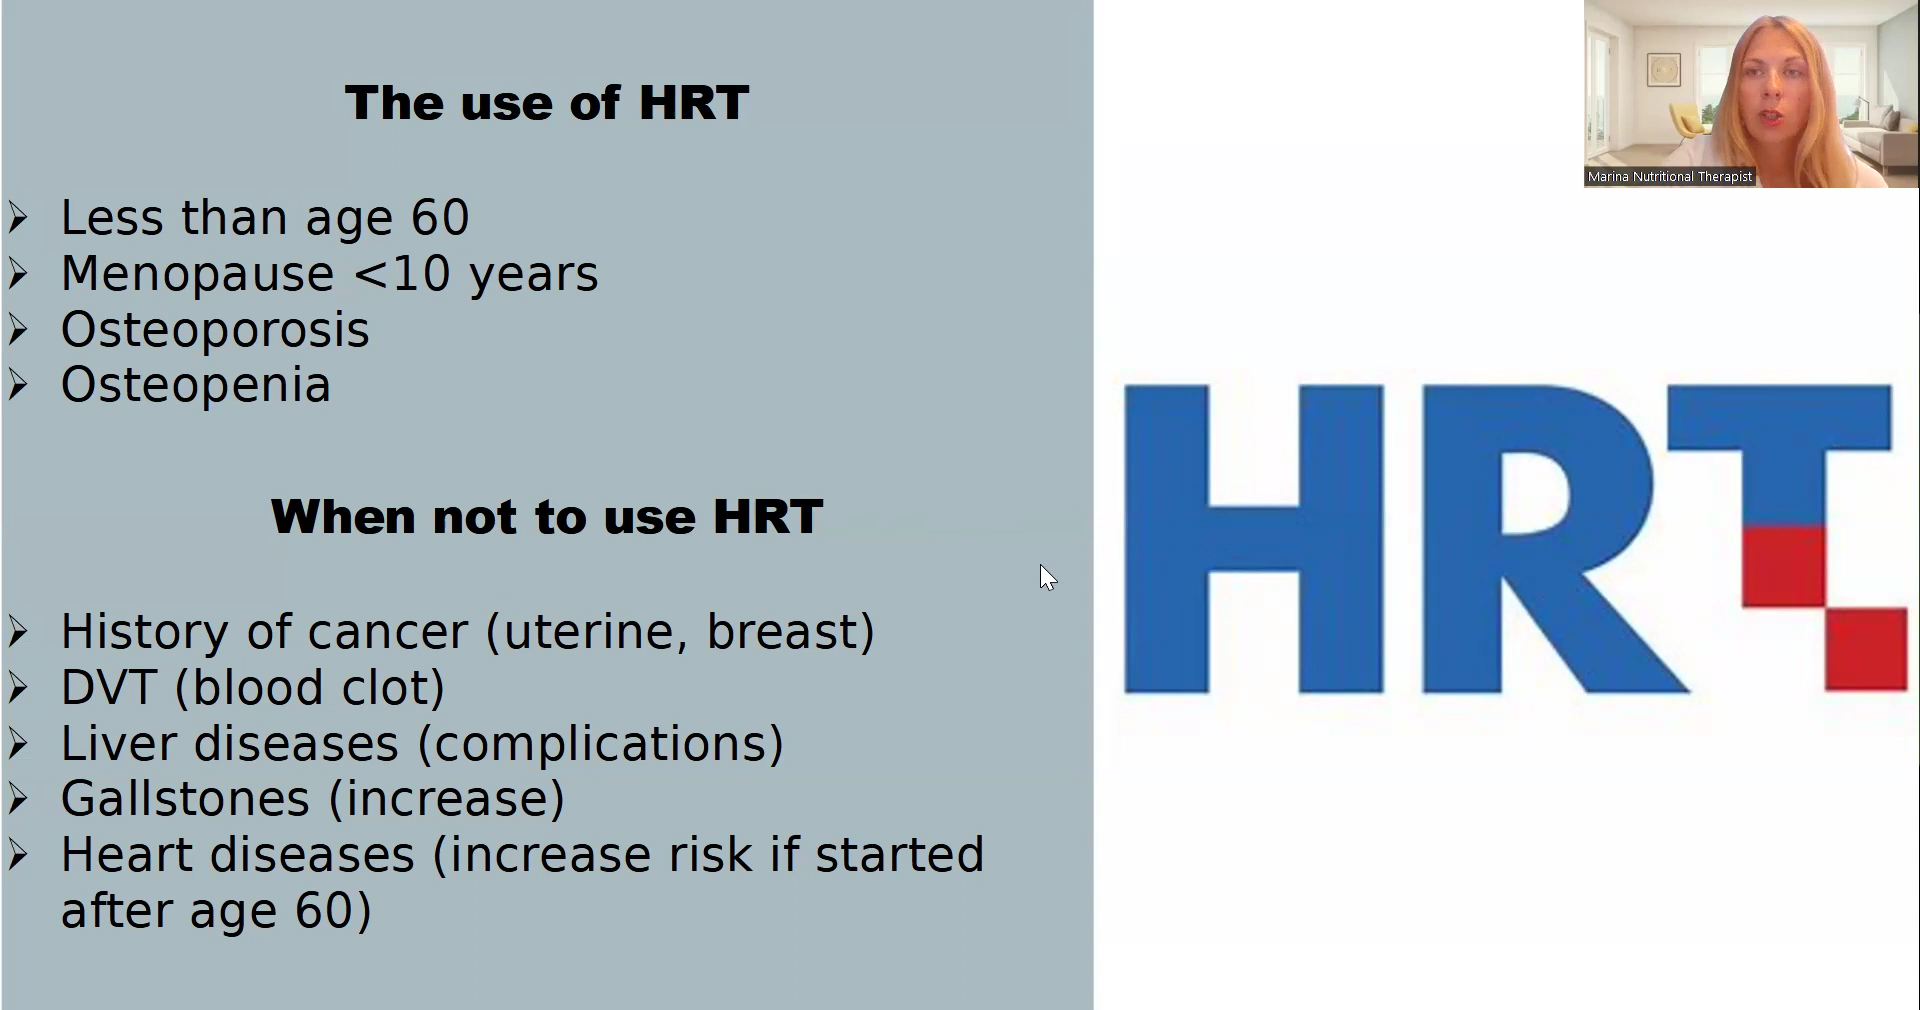 The use of HRT
Less than age 60
Menopause <10 years
Osteoporosis
Osteopenia
When not to use HRT
History of cancer (uterine, breast)
DVT (blood clot)
Liver diseases (complications)
Gallstones (increase)
Heart diseases (increase risk if started
after age 60)
HRT
Marina Nutritional Therapist